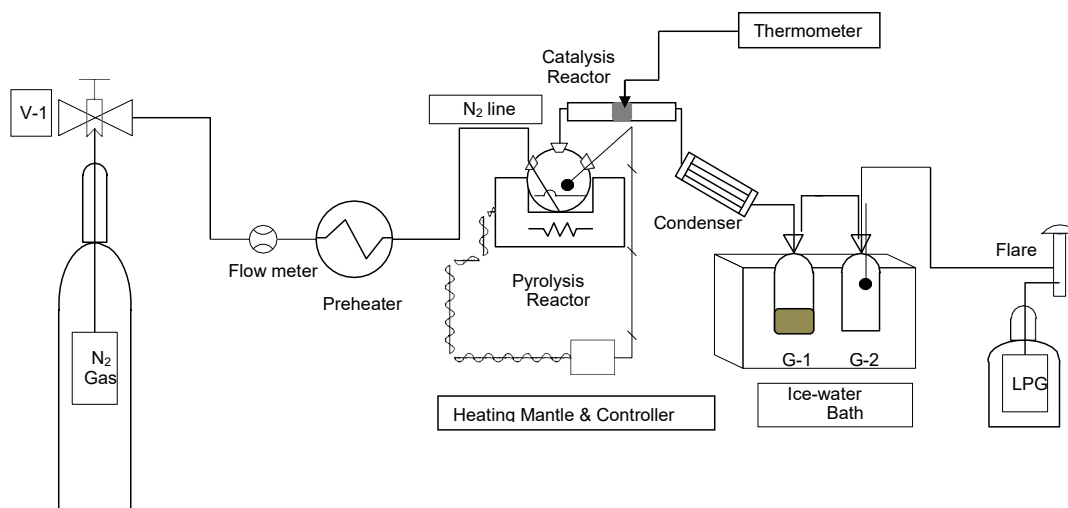 Thermometer
Catalysis
Reactor
V-1
N₂ line
Condenser
Flow meter
Preheater
Pyrolysis
Reactor
Flare
N₂
Gas
G-1
G-2
LPG
Ice-water
Bath
Heating Mantle & Controller